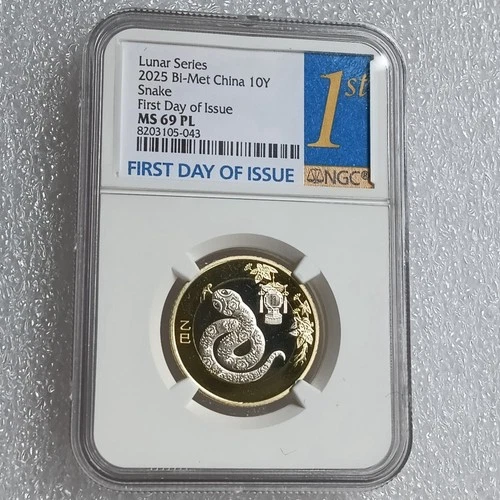 Lunar Series
2025 Bi-Met China 10Y
Snake
First Day of Issue
MS 69 PL
8203105-043
FIRST DAY OF ISSUE
1st
NGC®
乙巳